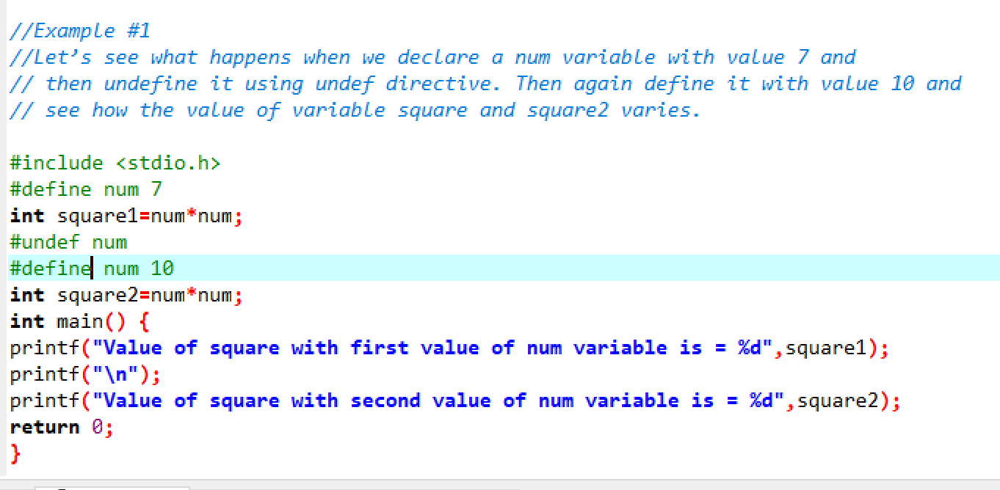 //Example #1
//Let’s see what happens when we declare a num variable with value 7 and
// then undefine it using undef directive. Then again define it with value 10 and
// see how the value of variable square and square2 varies.
#include <stdio.h>
#define num 7
int square1=num*num;
#undef num
#define num 10
int square2=num*num;
int main() {
printf("Value of square with first value of num variable is = %d",square1);
printf("\n");
printf("Value of square with second value of num variable is = %d",square2);
return 0;
}